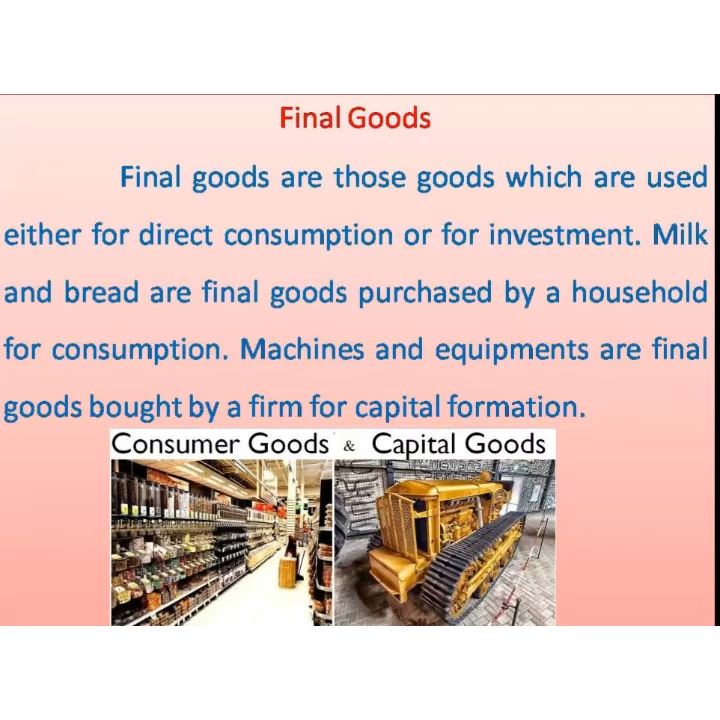 Final Goods
Final goods are those goods which are used
either for direct consumption or for investment. Milk
and bread are final goods purchased by a household
for consumption. Machines and equipments are final
goods bought by a firm for capital formation.
Consumer Goods & Capital Goods